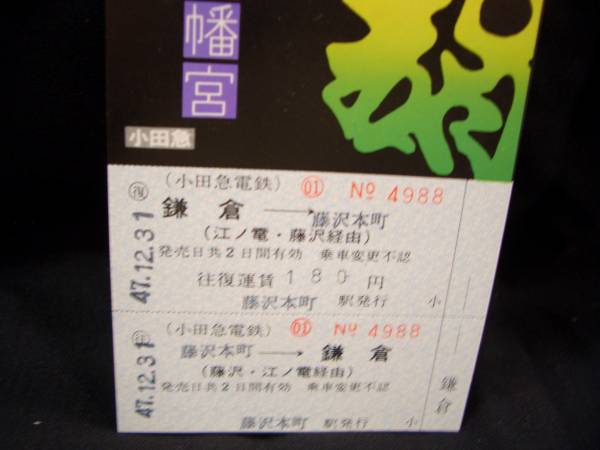 幡宮
小田急
復
(小田急電鉄) 01 No 4988
鎌倉→藤沢本町
(江ノ電・藤沢経由)
発売日共2日間有効 乗車変更不認
往復運賃180円
藤沢本町 駅発行 小
47.12.31
(小田急電鉄) 01 No 4988
藤沢本町→鎌倉
(藤沢・江ノ電経由)
発売日共2日間有効 乗車変更不認
藤沢本町 駅発行 小
47.12.31
鎌倉